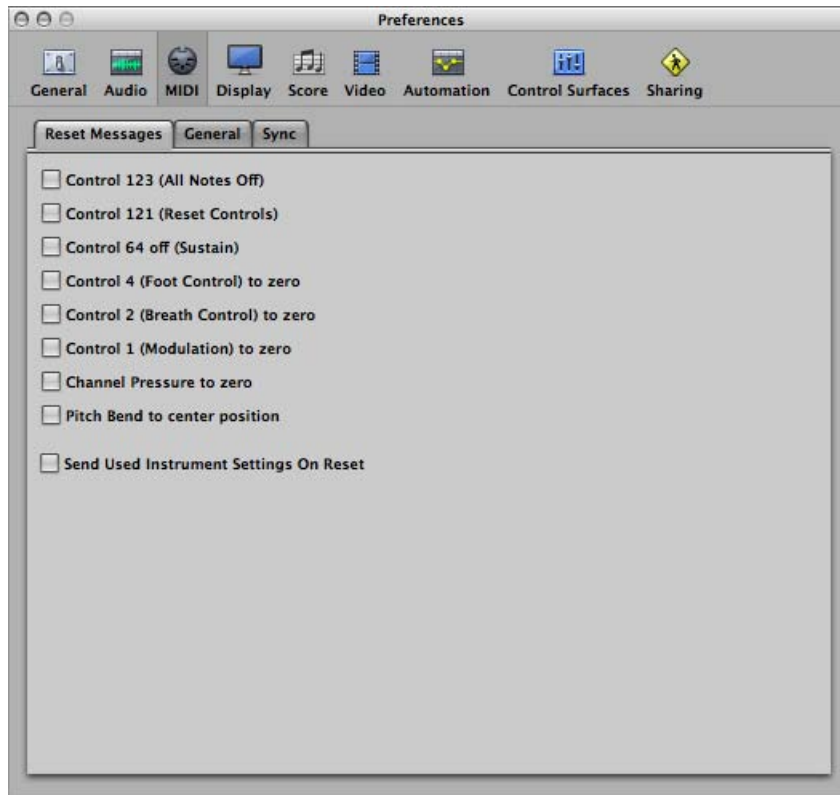 Preferences
General Audio MIDI Display Score Video Automation Control Surfaces Sharing
Reset Messages General Sync
Control 123 (All Notes Off)
Control 121 (Reset Controls)
Control 64 off (Sustain)
Control 4 (Foot Control) to zero
Control 2 (Breath Control) to zero
Control 1 (Modulation) to zero
Channel Pressure to zero
Pitch Bend to center position
Send Used Instrument Settings On Reset